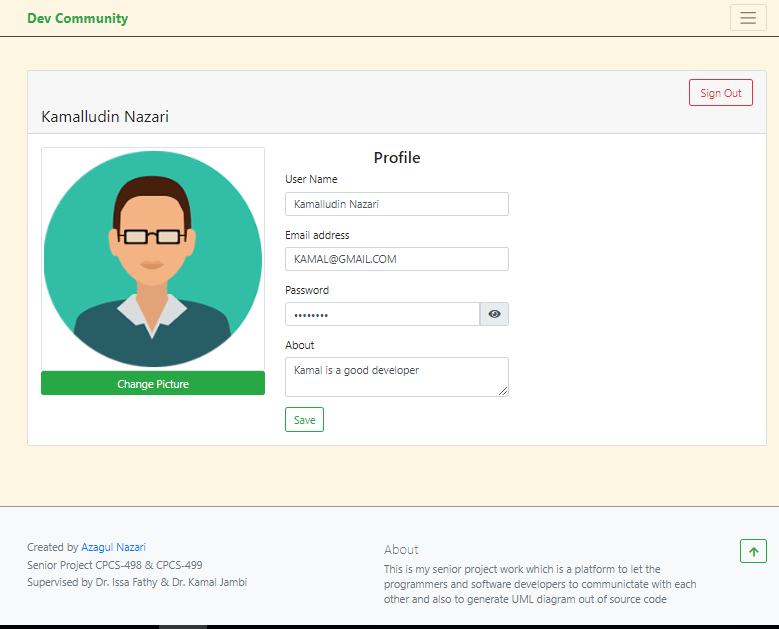 Dev Community
Sign Out
Kamalludin Nazari
Profile
User Name
Kamalludin Nazari
Email address
KAMAL@GMAIL.COM
Password
••••••••
About
Kamal is a good developer
Change Picture
Save
Created by Azagul Nazari
Senior Project CPCS-498 & CPCS-499
Supervised by Dr. Issa Fathy & Dr. Kamal Jambi
About
This is my senior project work which is a platform to let the
programmers and software developers to communictate with each
other and also to generate UML diagram out of source code